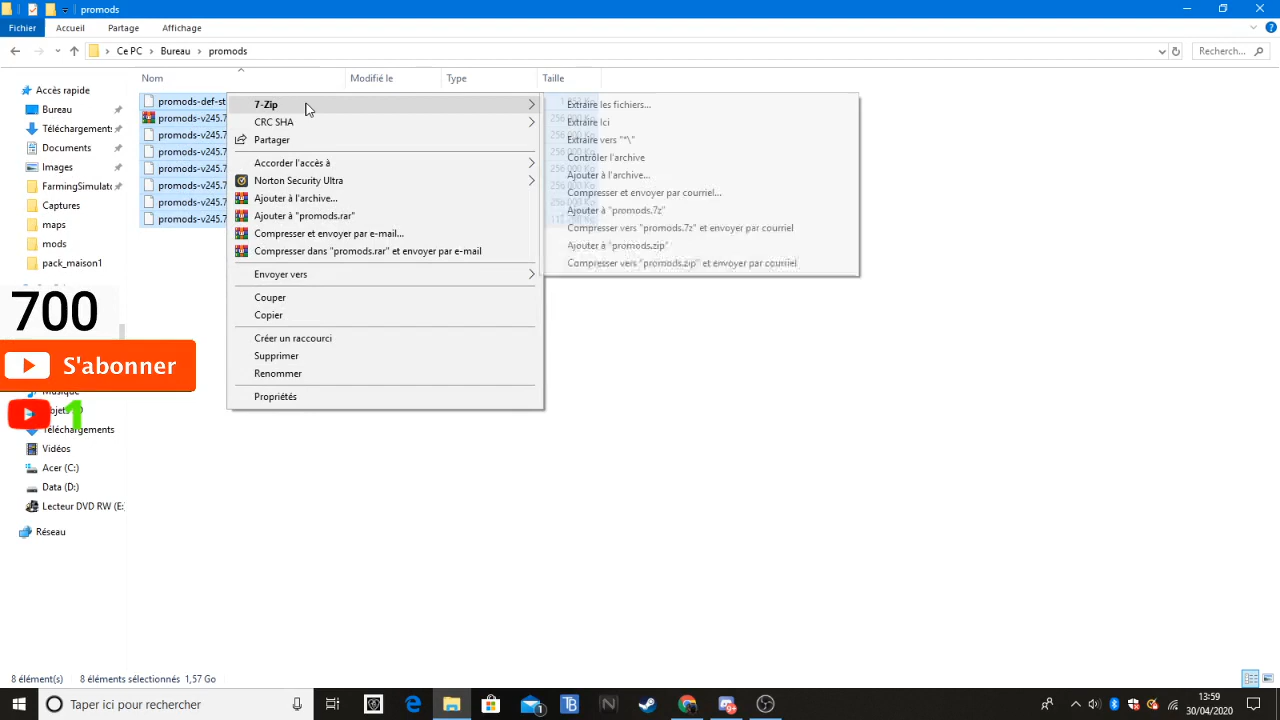 promods
Fichier Accueil Partage Affichage
Ce PC > Bureau > promods
Recherch...
Nom Modifié le Type Taille
Accès rapide
Bureau
Téléchargements
Documents
Images
FarmingSimulat
Captures
maps
mods
pack_maison1
promods-def-st
promods-v245.7
promods-v245.7
promods-v245.7
promods-v245.7
promods-v245.7
promods-v245.7
promods-v245.7
7-Zip
CRC SHA
Partager
Accorder l'accès à
Norton Security Ultra
Ajouter à l'archive...
Ajouter à "promods.rar"
Compresser et envoyer par e-mail...
Compresser dans "promods.rar" et envoyer par e-mail
Envoyer vers
Couper
Copier
Créer un raccourci
Supprimer
Renommer
Propriétés
Extraire les fichiers...
Extraire Ici
Extraire vers "*\"
Contrôler l'archive
Ajouter à l'archive...
Compresser et envoyer par courriel...
Ajouter à "promods.7z"
Compresser vers "promods.7z" et envoyer par courriel
Ajouter à "promods.zip"
Compresser vers "promods.zip" et envoyer par courriel
700
S'abonner
1
Téléchargements
Vidéos
Acer (C:)
Data (D:)
Lecteur DVD RW (E:
Réseau
8 élément(s) 8 éléments sélectionnés 1,57 Go
Taper ici pour rechercher
13:59
30/04/2020